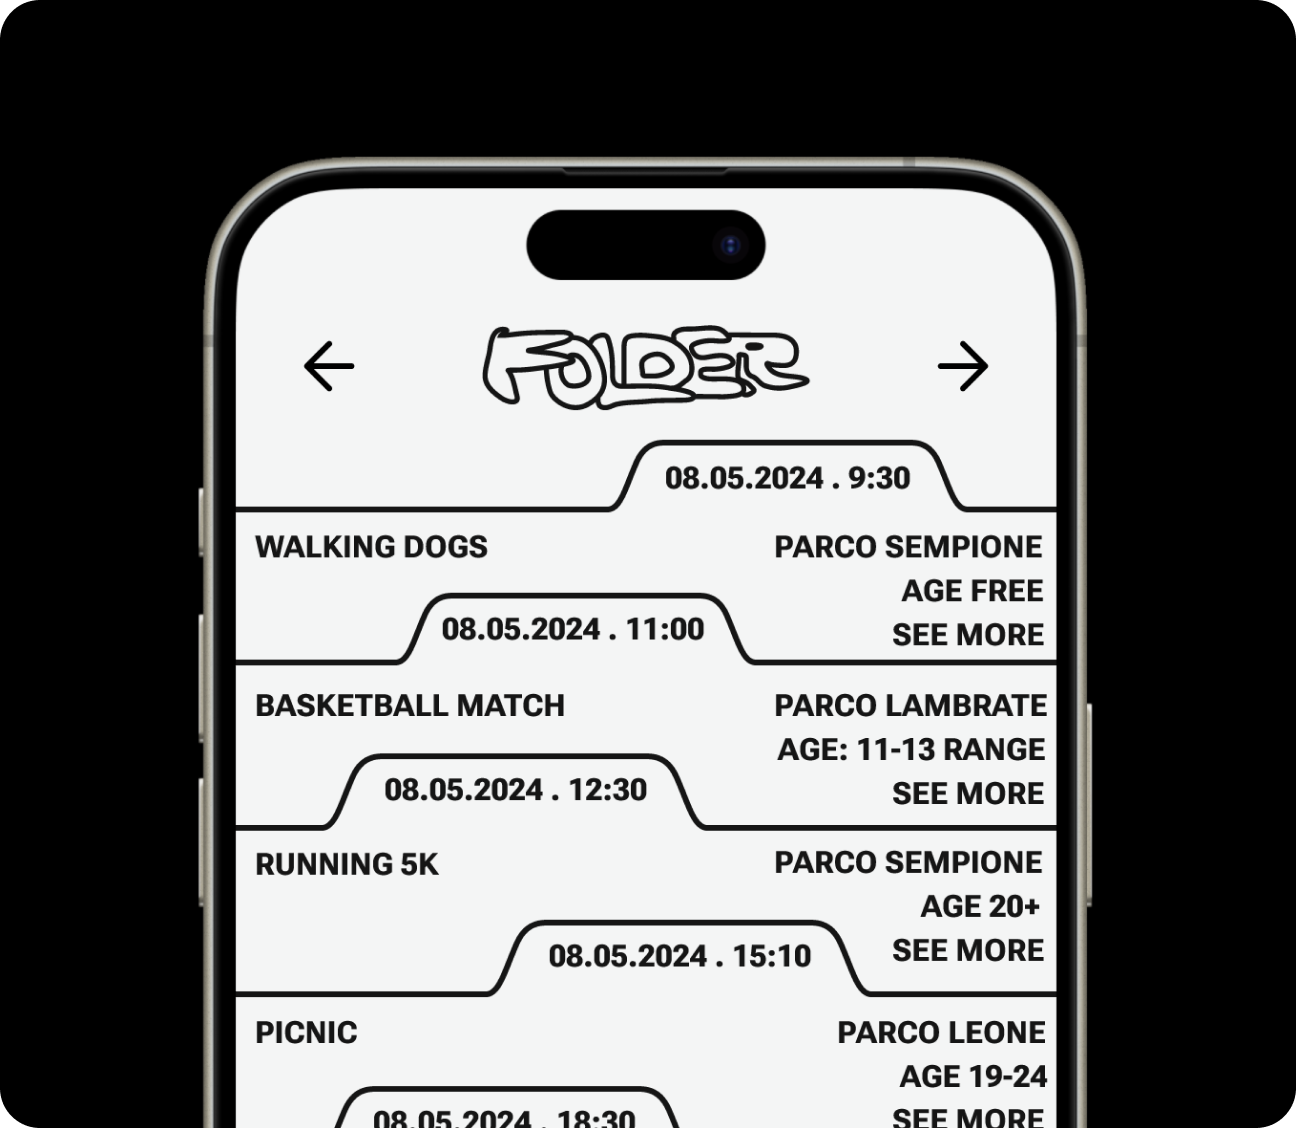 FOLDER
08.05.2024 . 9:30
WALKING DOGS
PARCO SEMPIONE
AGE FREE
SEE MORE
08.05.2024 . 11:00
BASKETBALL MATCH
PARCO LAMBRATE
AGE: 11-13 RANGE
SEE MORE
08.05.2024 . 12:30
RUNNING 5K
PARCO SEMPIONE
AGE 20+
SEE MORE
08.05.2024 . 15:10
PICNIC
PARCO LEONE
AGE 19-24
SEE MORE
08.05.2024 . 18:30